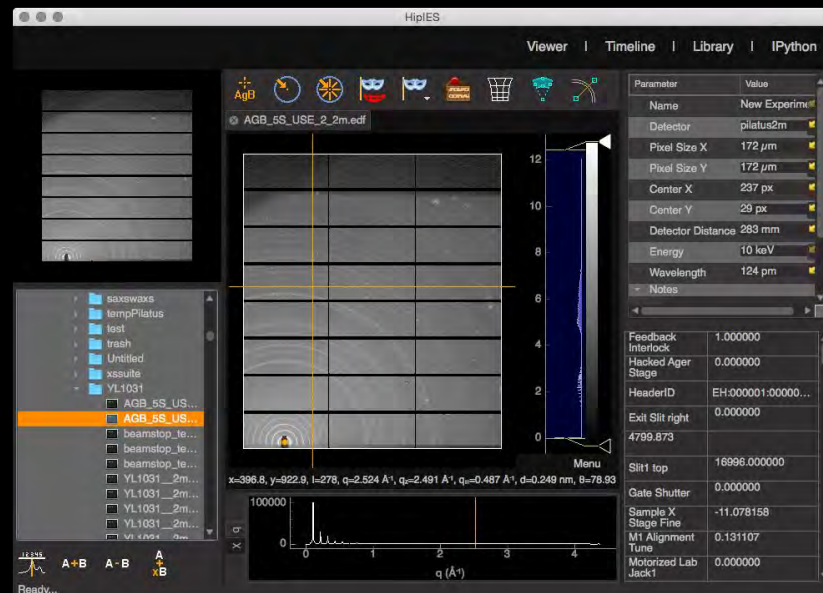 HipIES
Viewer | Timeline | Library | IPython
AgB
AGB_5S_USE_2_2m.edf
12
10
8
6
4
2
0
Menu
x=396.8, y=922.9, I=278, q=2.524 Å⁻¹, qz=2.491 Å⁻¹, q||=0.487 Å⁻¹, d=0.249 nm, θ=78.93
100000
0
q
X
0 1 2 3 4
q (Å⁻¹)
saxswaxs
tempPilatus
test
trash
Untitled
xssuite
YL1031
AGB_5S_US...
AGB_5S_US...
beamstop_te...
beamstop_te...
beamstop_te...
YL1031__2m...
YL1031__2m...
YL1031__2m...
YL1031__2m...
YL1031__2m...
12345
A+B
A-B
A
÷
xB
Ready...
Parameter Value
Name New Experime
Detector pilatus2m
Pixel Size X 172 µm
Pixel Size Y 172 µm
Center X 237 px
Center Y 29 px
Detector Distance 283 mm
Energy 10 keV
Wavelength 124 pm
Notes
Feedback Interlock 1.000000
Hacked Ager Stage 0.000000
HeaderID EH:000001:00000...
Exit Slit right 0.000000
4799.873
Slit1 top 16996.000000
Gate Shutter 0.000000
Sample X Stage Fine -11.078158
M1 Alignment Tune 0.131107
Motorized Lab Jack1 0.000000